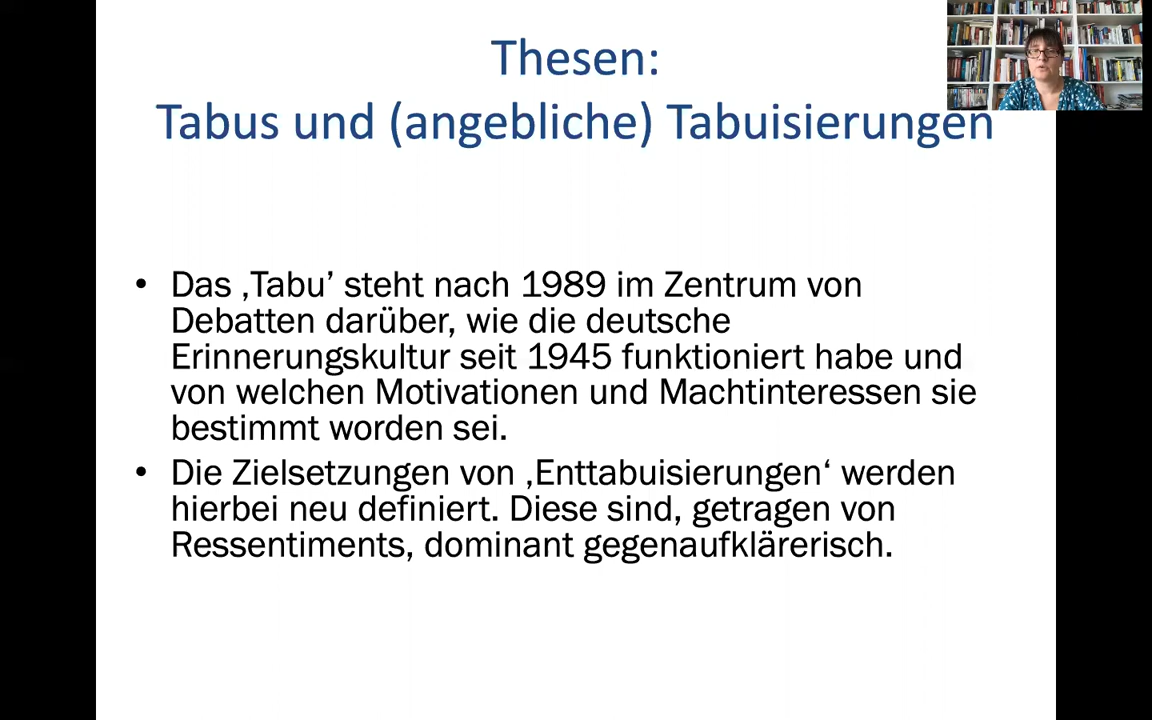 Thesen:
Tabus und (angebliche) Tabuisierungen
• Das ‚Tabu’ steht nach 1989 im Zentrum von
Debatten darüber, wie die deutsche
Erinnerungskultur seit 1945 funktioniert habe und
von welchen Motivationen und Machtinteressen sie
bestimmt worden sei.
• Die Zielsetzungen von ‚Enttabuisierungen‘ werden
hierbei neu definiert. Diese sind, getragen von
Ressentiments, dominant gegenaufklärerisch.